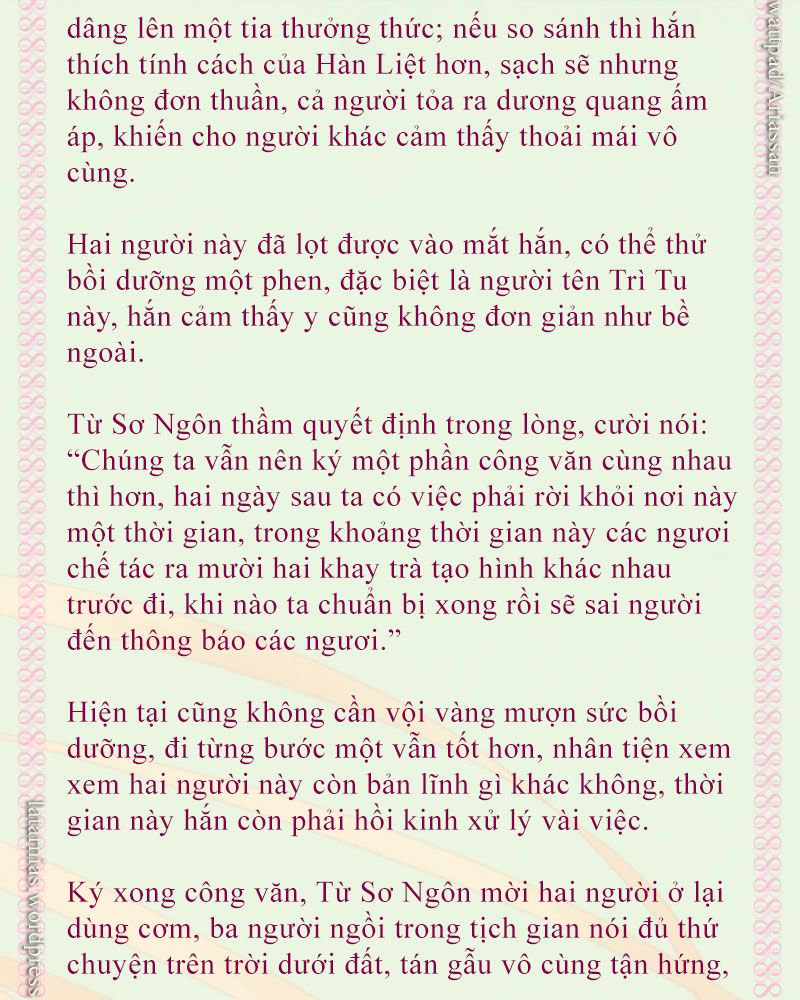 dâng lên một tia thưởng thức; nếu so sánh thì hắn
thích tính cách của Hàn Liệt hơn, sạch sẽ nhưng
không đơn thuần, cả người tỏa ra dương quang ấm
áp, khiến cho người khác cảm thấy thoải mái vô
cùng.
Hai người này đã lọt được vào mắt hắn, có thể thử
bồi dưỡng một phen, đặc biệt là người tên Trì Tu
này, hắn cảm thấy y cũng không đơn giản như bề
ngoài.
Từ Sơ Ngôn thầm quyết định trong lòng, cười nói:
“Chúng ta vẫn nên ký một phần công văn cùng nhau
thì hơn, hai ngày sau ta có việc phải rời khỏi nơi này
một thời gian, trong khoảng thời gian này các ngươi
chế tác ra mười hai khay trà tạo hình khác nhau
trước đi, khi nào ta chuẩn bị xong rồi sẽ sai người
đến thông báo các ngươi.”
Hiện tại cũng không cần vội vàng mượn sức bồi
dưỡng, đi từng bước một vẫn tốt hơn, nhân tiện xem
xem hai người này còn bản lĩnh gì khác không, thời
gian này hắn còn phải hồi kinh xử lý vài việc.
Ký xong công văn, Từ Sơ Ngôn mời hai người ở lại
dùng cơm, ba người ngồi trong tịch gian nói đủ thứ
chuyện trên trời dưới đất, tán gẫu vô cùng tận hứng,
wattpad/Ariassan